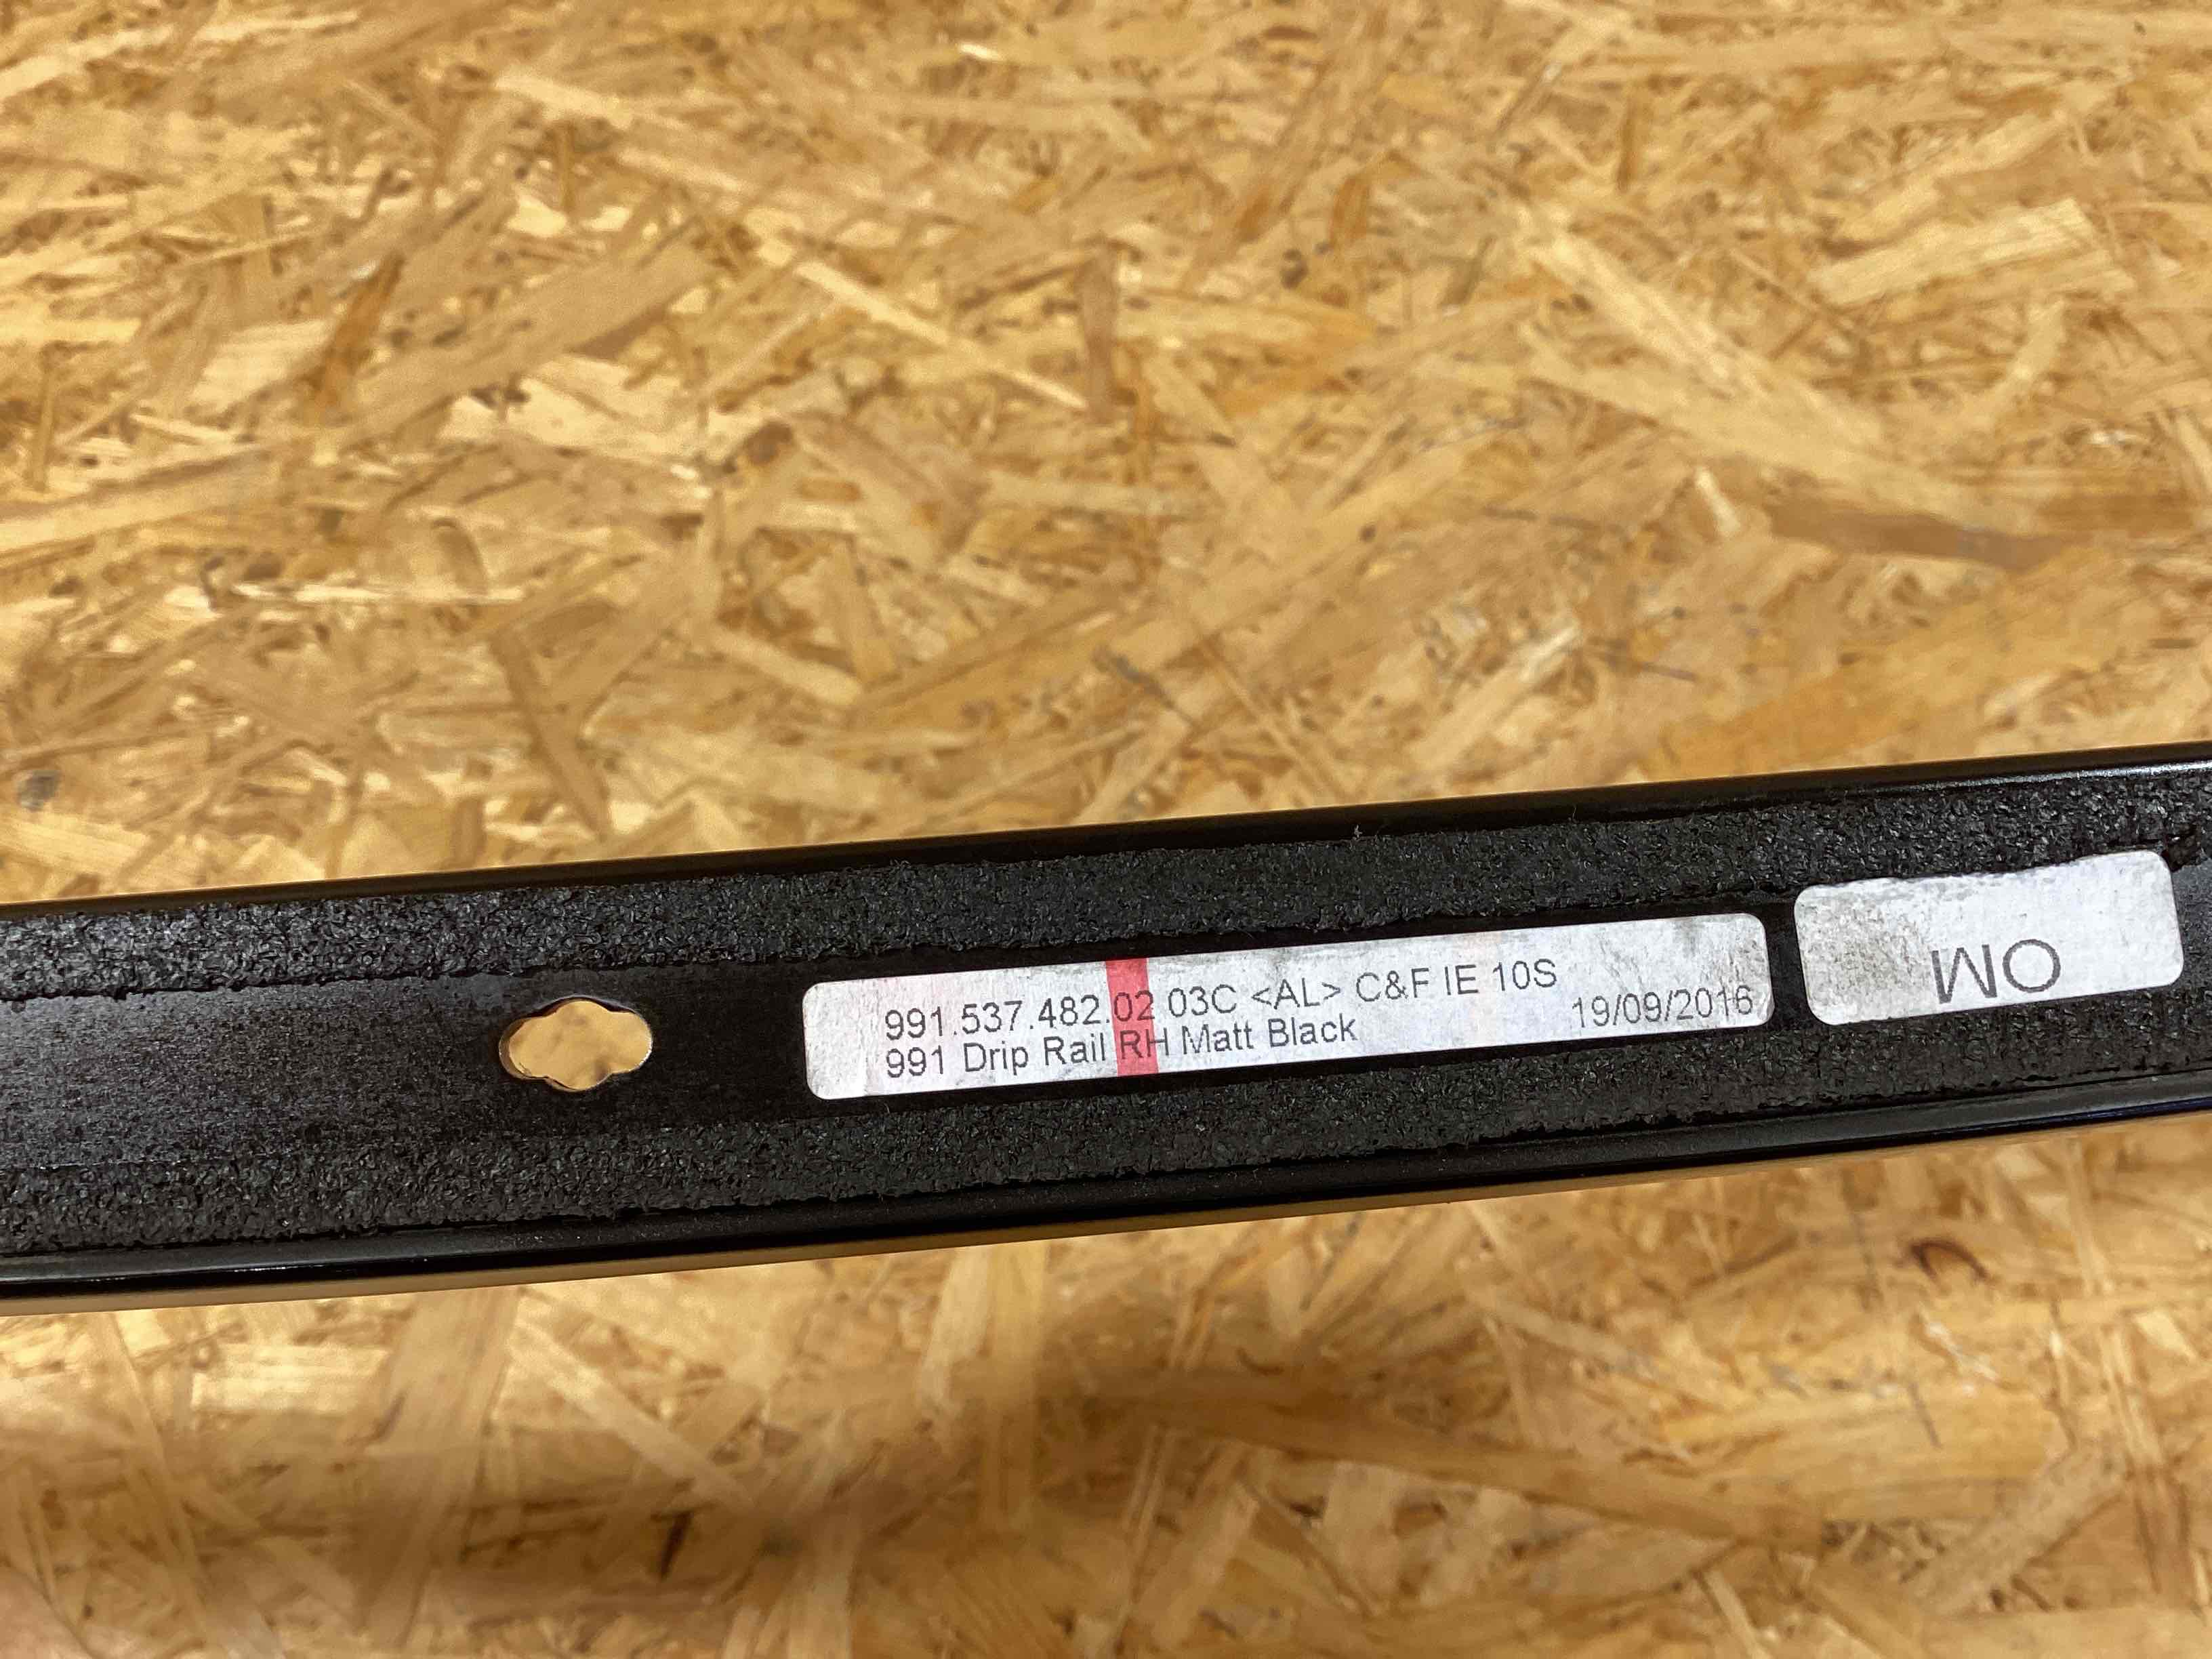 991.537.482.02 03C <AL> C&F IE 10S
991 Drip Rail RH Matt Black
19/09/2016
OM